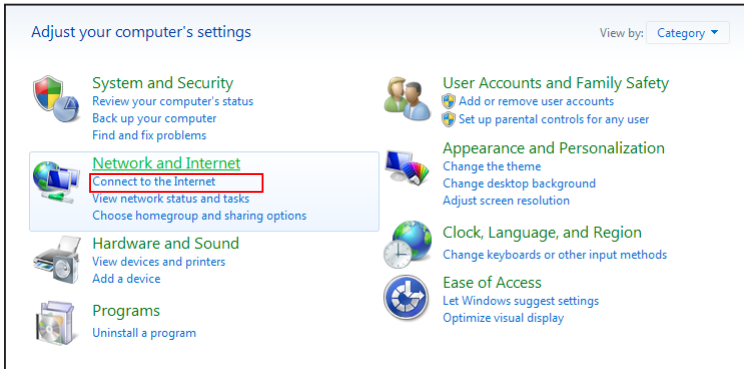 Adjust your computer's settings
View by: Category
System and Security
Review your computer's status
Back up your computer
Find and fix problems
Network and Internet
Connect to the Internet
View network status and tasks
Choose homegroup and sharing options
Hardware and Sound
View devices and printers
Add a device
Programs
Uninstall a program
User Accounts and Family Safety
Add or remove user accounts
Set up parental controls for any user
Appearance and Personalization
Change the theme
Change desktop background
Adjust screen resolution
Clock, Language, and Region
Change keyboards or other input methods
Ease of Access
Let Windows suggest settings
Optimize visual display